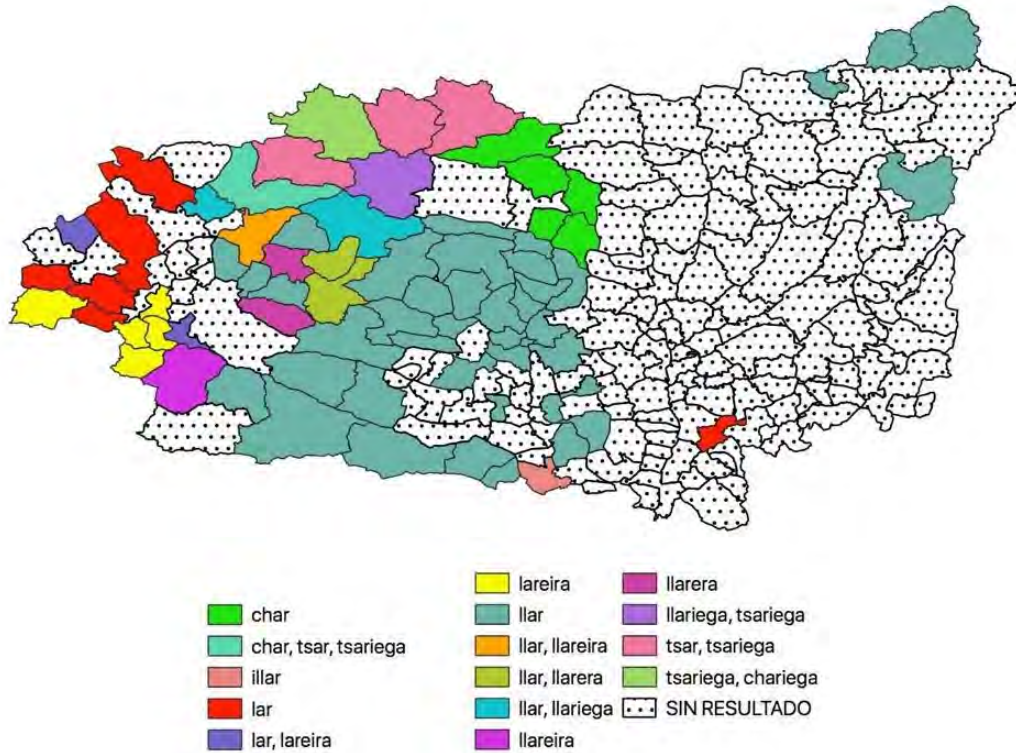 char
char, tsar, tsariega
illar
lar
lar, lareira
lareira
llar
llar, llareira
llar, llarera
llar, llariega
llareira
llarera
llariega, tsariega
tsar, tsariega
tsariega, chariega
SIN RESULTADO